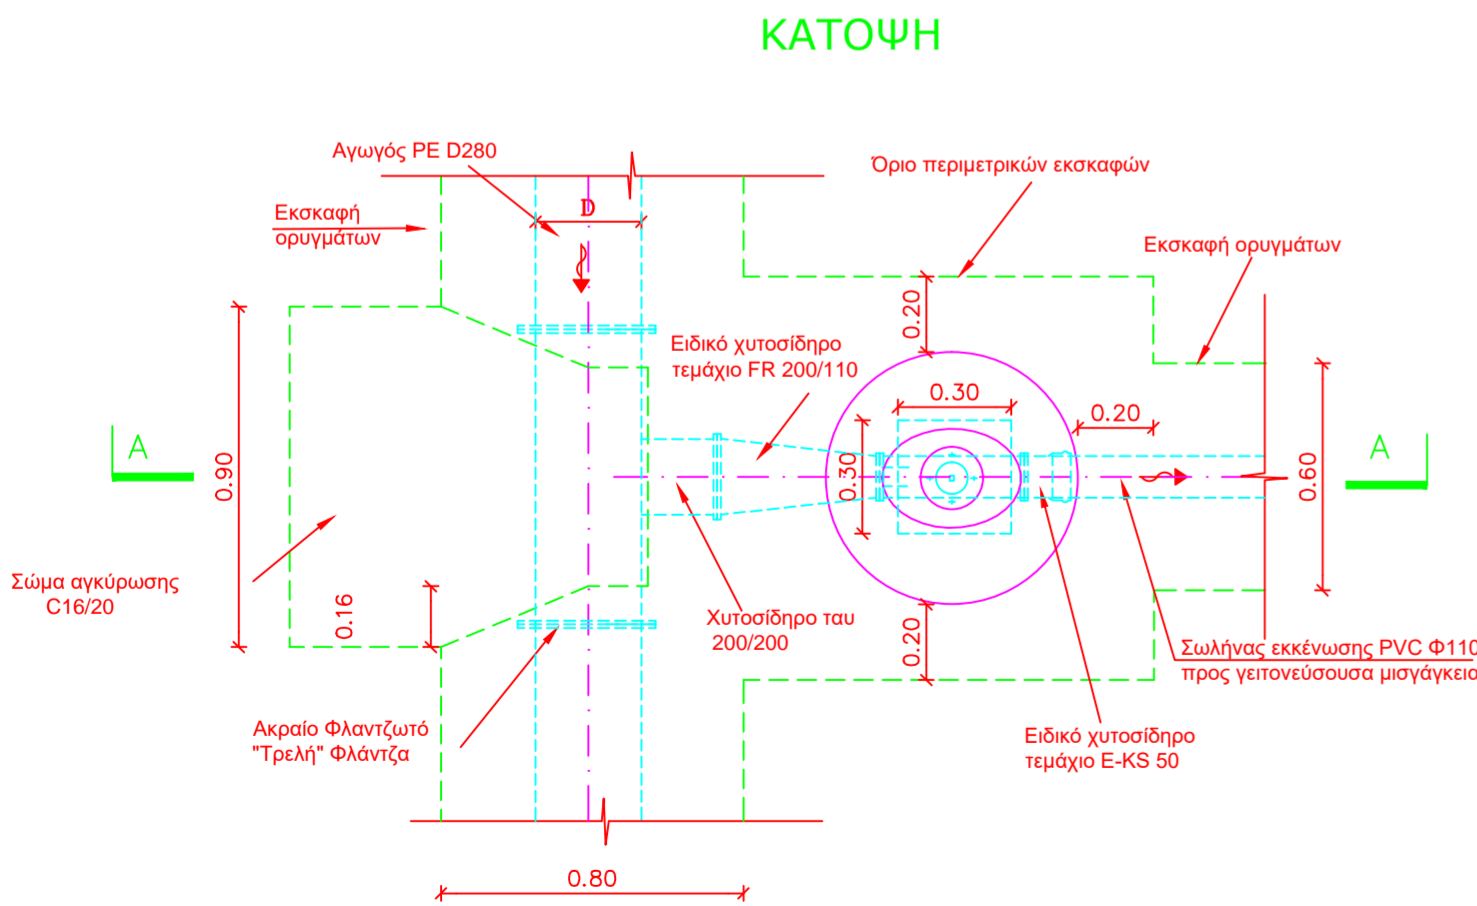 ΚΑΤΟΨΗ
Αγωγός PE D280
Όριο περιμετρικών εκσκαφών
Εκσκαφή
ορυγμάτων
D
Εκσκαφή ορυγμάτων
0.20
Ειδικό χυτοσίδηρο
τεμάχιο FR 200/110
0.30
0.20
A
A
0.90
0.30
0.60
Σώμα αγκύρωσης
C16/20
0.16
Χυτοσίδηρο ταυ
200/200
0.20
Σωλήνας εκκένωσης PVC Φ110
προς γειτονεύσουσα μισγάγκεια
Ακραίο Φλαντζωτό
"Τρελή" Φλάντζα
Ειδικό χυτοσίδηρο
τεμάχιο E-KS 50
0.80